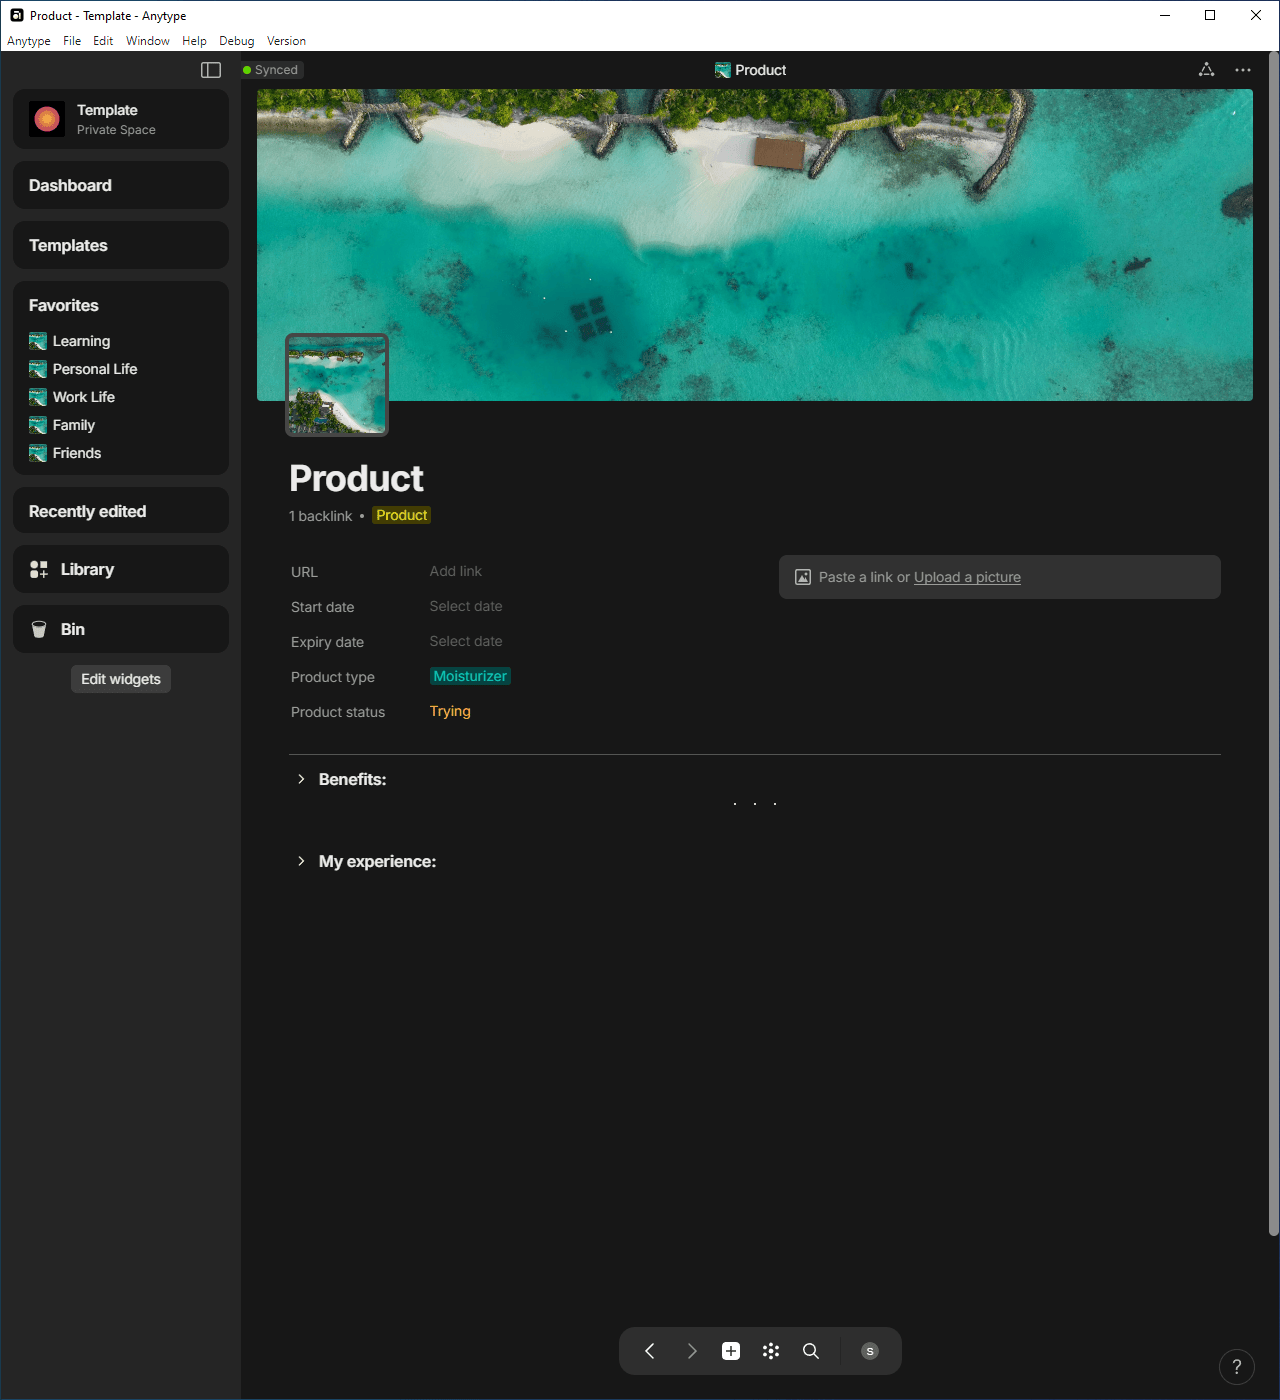 Product - Template - Anytype
Anytype File Edit Window Help Debug Version
Synced
Product
Template
Private Space
Dashboard
Templates
Favorites
Learning
Personal Life
Work Life
Family
Friends
Recently edited
Library
Bin
Edit widgets
Product
1 backlink • Product
URL Add link
Start date Select date
Expiry date Select date
Product type Moisturizer
Product status Trying
Paste a link or Upload a picture
Benefits:
. . .
My experience:
S
?